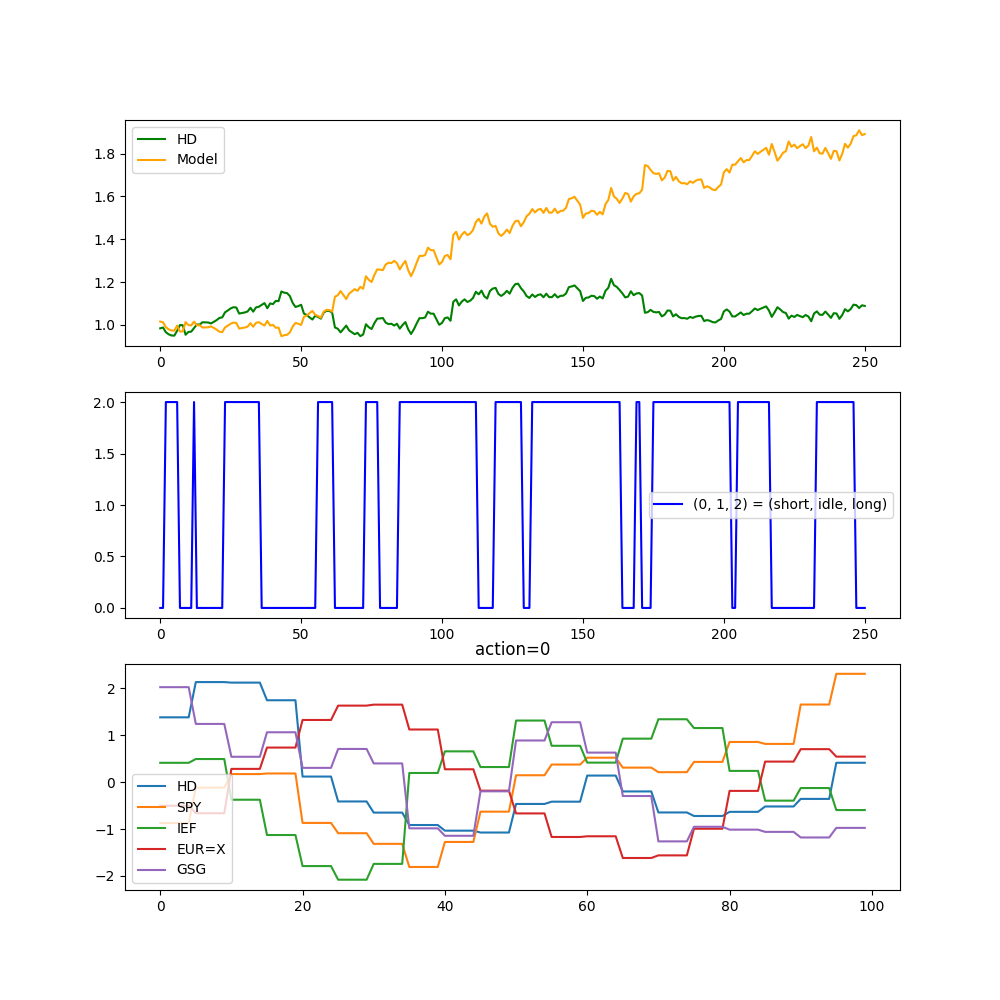 HD
Model
1.8
1.6
1.4
1.2
1.0
0 50 100 150 200 250
2.0
1.5
1.0
0.5
0.0
(0, 1, 2) = (short, idle, long)
0 50 100 150 200 250
action=0
2
1
0
−1
−2
HD
SPY
IEF
EUR=X
GSG
0 20 40 60 80 100